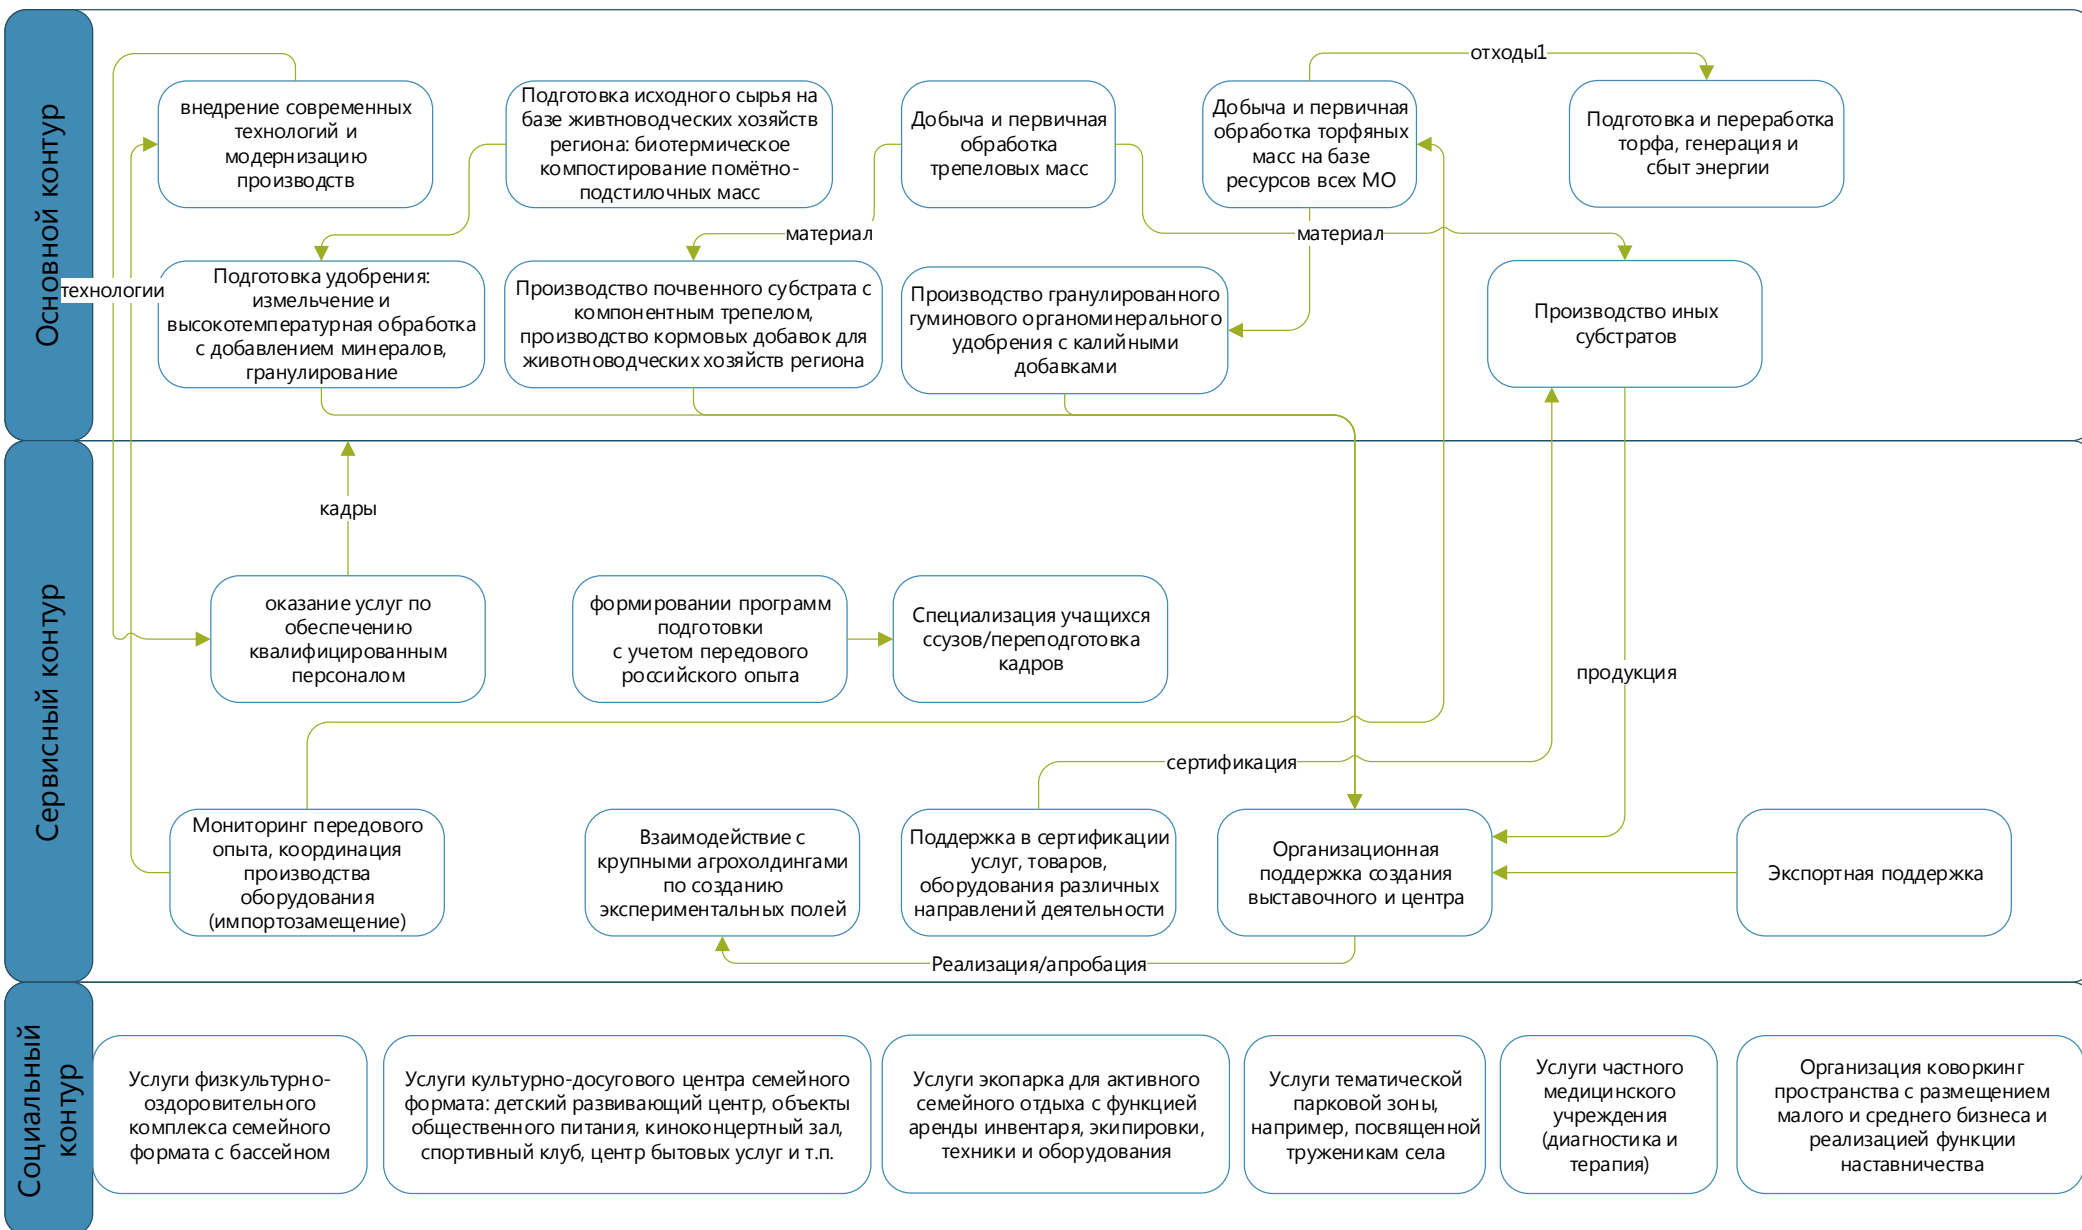 Основной контур
отходы1
внедрение современных
технологий и
модернизацию
производств
Подготовка исходного сырья на
базе живтноводческих хозяйств
региона: биотермическое
компостирование помётно-
подстилочных масс
Добыча и первичная
обработка
трепеловых масс
Добыча и первичная
обработка торфяных
масс на базе
ресурсов всех МО
Подготовка и переработка
торфа, генерация и
сбыт энергии
материал
материал
технологии
Подготовка удобрения:
измельчение и
высокотемпературная обработка
с добавлением минералов,
гранулирование
Производство почвенного субстрата с
компонентным трепелом,
производство кормовых добавок для
животноводческих хозяйств региона
Производство гранулированного
гуминового органоминерального
удобрения с калийными
добавками
Производство иных
субстратов
Сервисный контур
кадры
оказание услуг по
обеспечению
квалифицированным
персоналом
формировании программ
подготовки
с учетом передового
российского опыта
Специализация учащихся
ссузов/переподготовка
кадров
продукция
сертификация
Мониторинг передового
опыта, координация
производства
оборудования
(импортозамещение)
Взаимодействие с
крупными агрохолдингами
по созданию
экспериментальных полей
Поддержка в сертификации
услуг, товаров,
оборудования различных
направлений деятельности
Организационная
поддержка создания
выставочного и центра
Экспортная поддержка
Реализация/апробация
Социальный
контур
Услуги физкультурно-
оздоровительного
комплекса семейного
формата с бассейном
Услуги культурно-досугового центра семейного
формата: детский развивающий центр, объекты
общественного питания, киноконцертный зал,
спортивный клуб, центр бытовых услуг и т.п.
Услуги экопарка для активного
семейного отдыха с функцией
аренды инвентаря, экипировки,
техники и оборудования
Услуги тематической
парковой зоны,
например, посвященной
труженикам села
Услуги частного
медицинского
учреждения
(диагностика и
терапия)
Организация коворкинг
пространства с размещением
малого и среднего бизнеса и
реализацией функции
наставничества